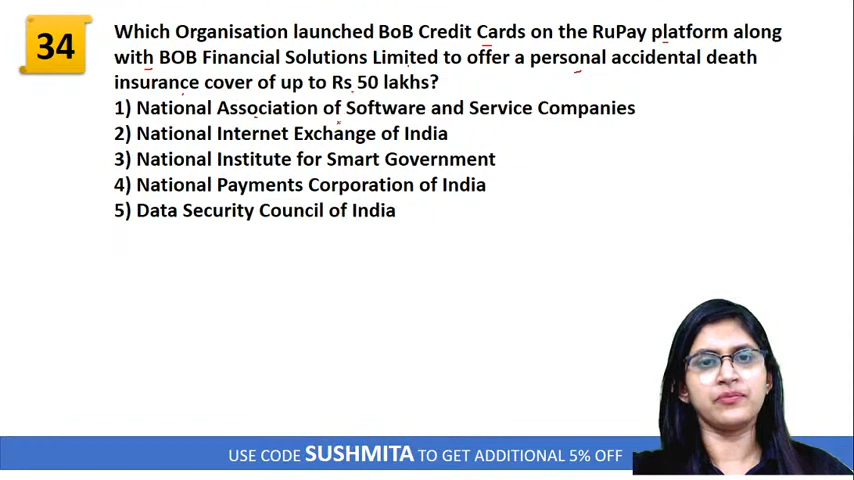 34
Which Organisation launched BoB Credit Cards on the RuPay platform along
with BOB Financial Solutions Limited to offer a personal accidental death
insurance cover of up to Rs 50 lakhs?
1) National Association of Software and Service Companies
2) National Internet Exchange of India
3) National Institute for Smart Government
4) National Payments Corporation of India
5) Data Security Council of India
USE CODE SUSHMITA TO GET ADDITIONAL 5% OFF